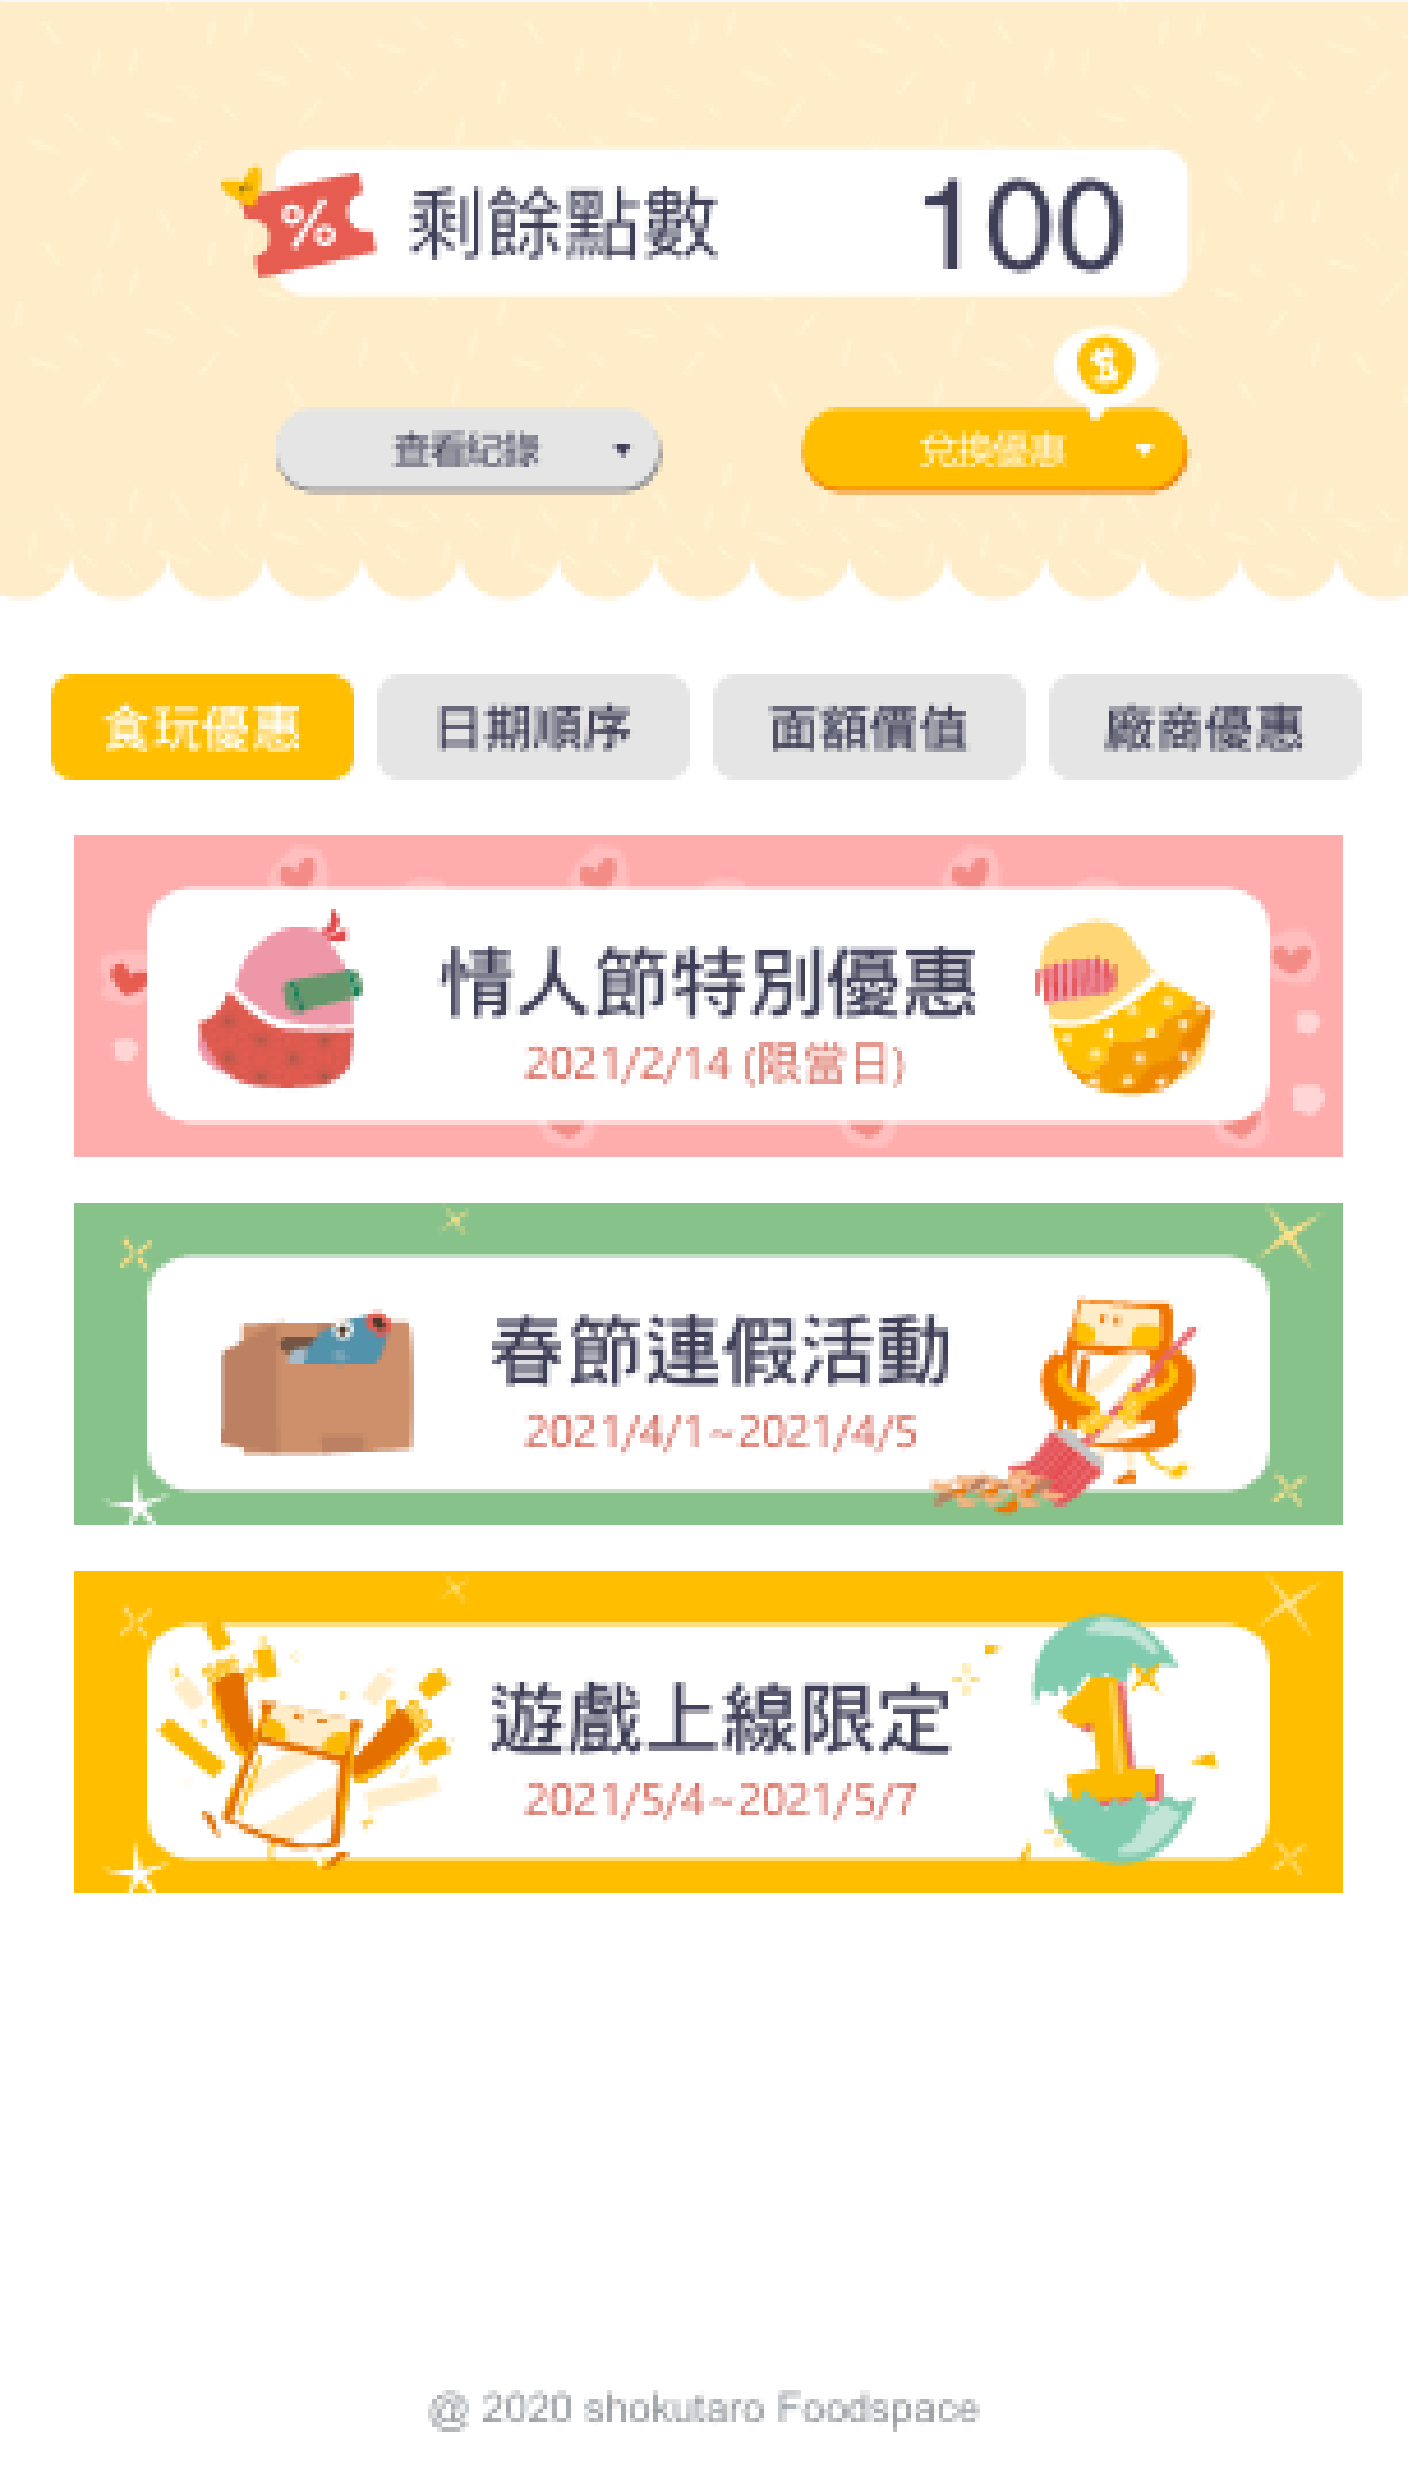 %
剩餘點數 100
$
查看紀錄
兌換優惠
食玩優惠
日期順序
面額價值
廠商優惠
情人節特別優惠
2021/2/14 (限當日)
春節連假活動
2021/4/1~2021/4/5
遊戲上線限定
2021/5/4~2021/5/7
1
@ 2020 shokutaro Foodspace